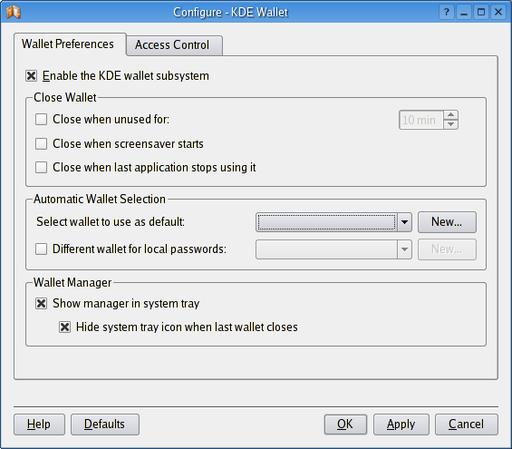 Configure - KDE Wallet
Wallet Preferences
Access Control
Enable the KDE wallet subsystem
Close Wallet
Close when unused for:
10 min
Close when screensaver starts
Close when last application stops using it
Automatic Wallet Selection
Select wallet to use as default:
New...
Different wallet for local passwords:
New...
Wallet Manager
Show manager in system tray
Hide system tray icon when last wallet closes
Help
Defaults
OK
Apply
Cancel